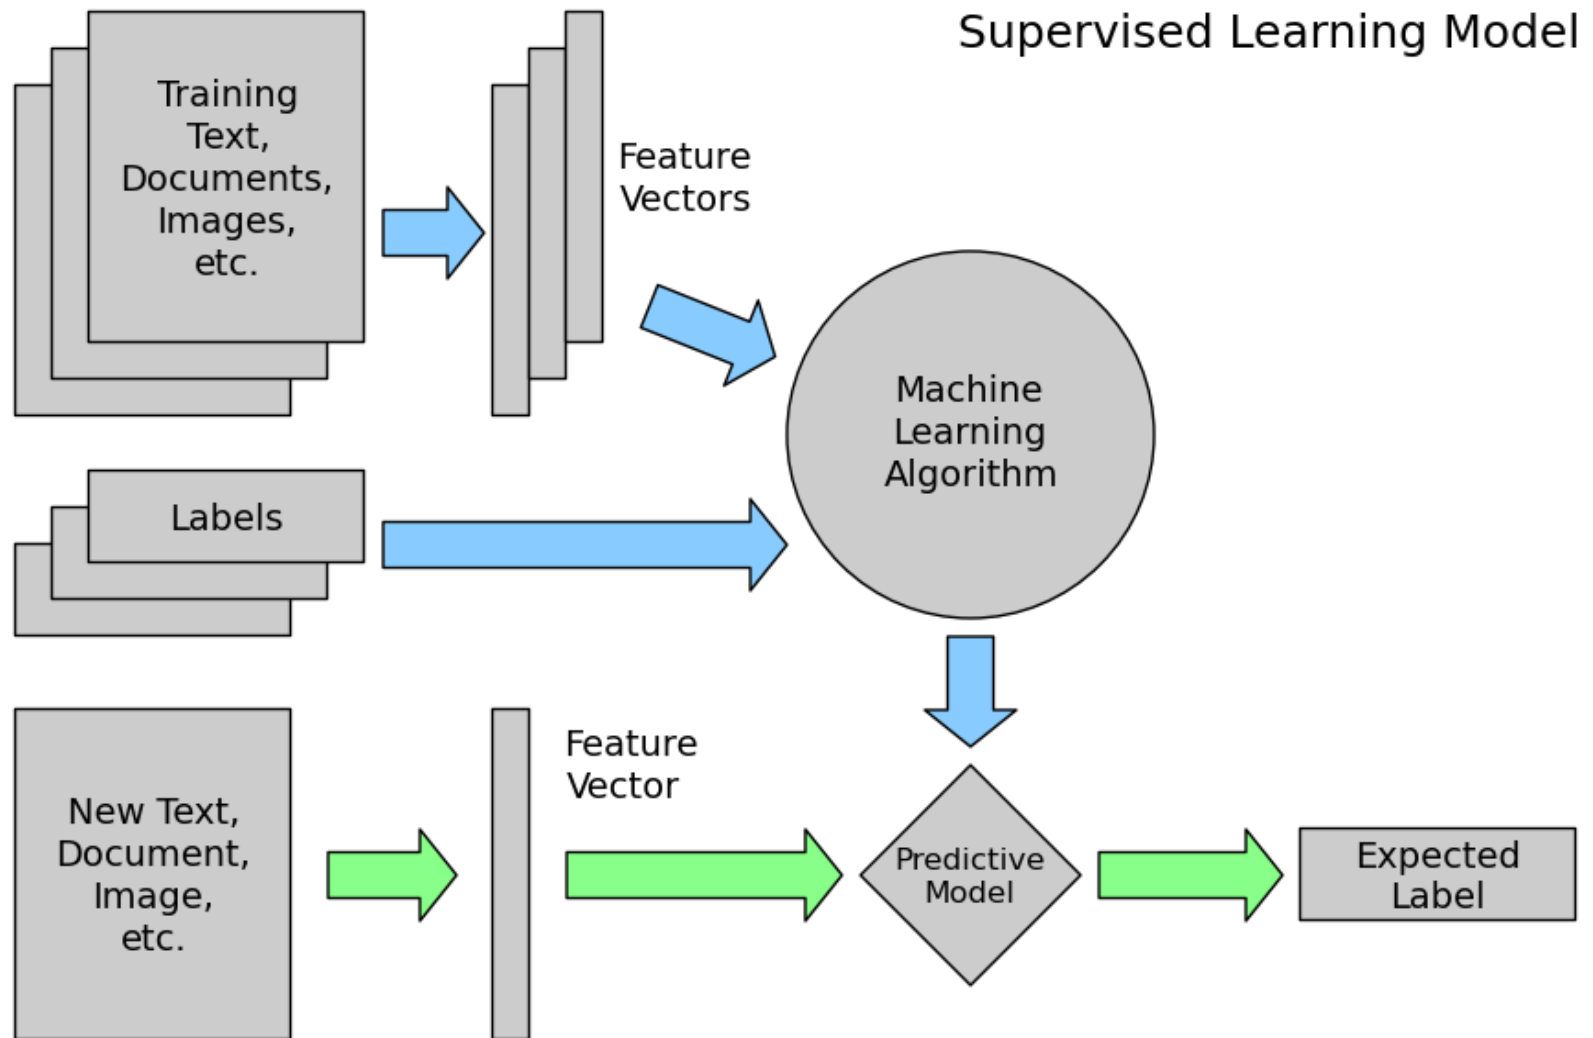 Supervised Learning Model
Training
Text,
Documents,
Images,
etc.
Feature
Vectors
Machine
Learning
Algorithm
Labels
New Text,
Document,
Image,
etc.
Feature
Vector
Predictive
Model
Expected
Label